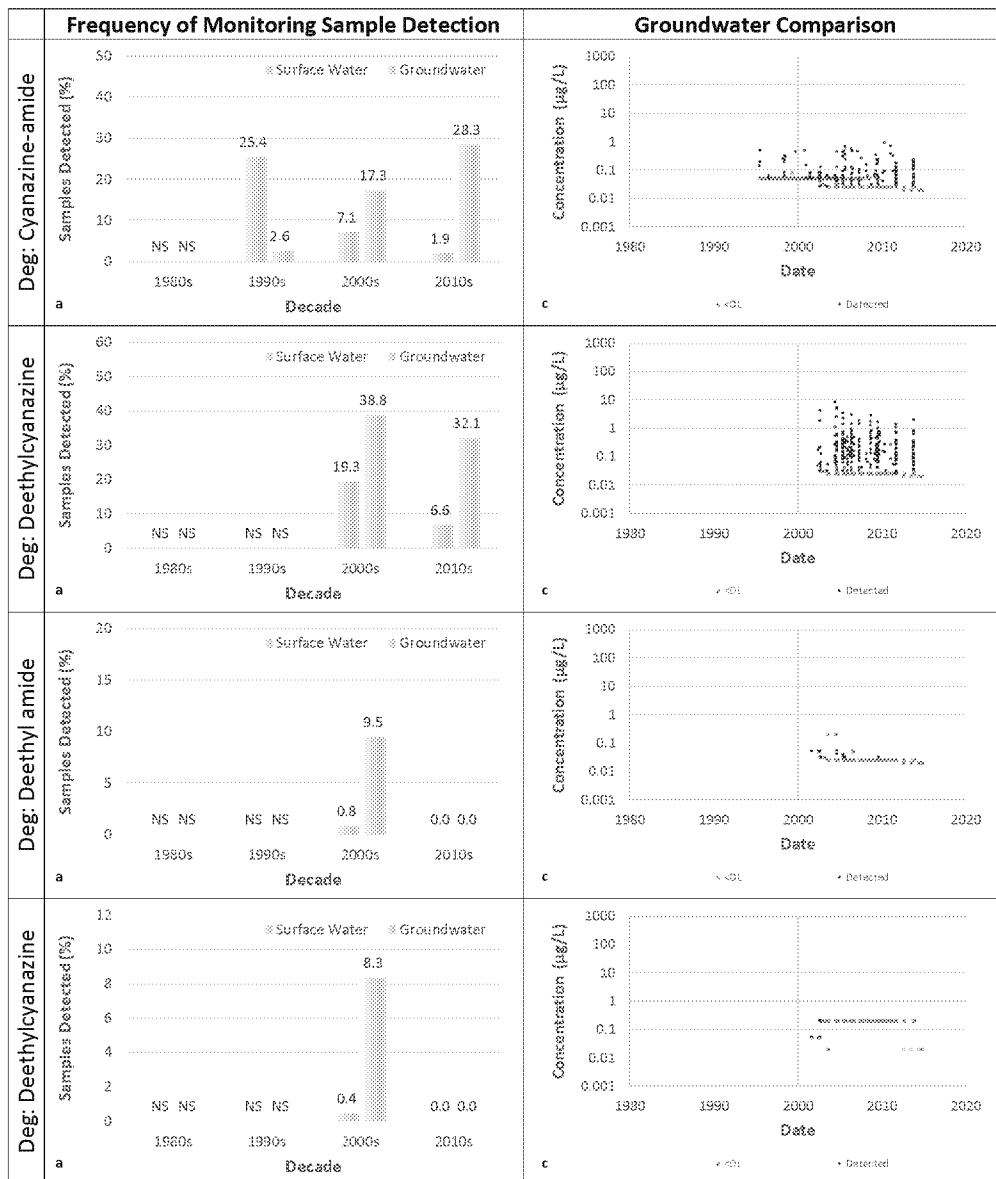 Frequency of Monitoring Sample Detection
Groundwater Comparison
Deg: Cyanazine-amide
Samples Detected (%)
50
40
30
20
10
0
Surface Water Groundwater
NS NS
25.4
2.6
7.1
17.3
1.9
28.3
1980s 1990s 2000s 2010s
Decade
a
Concentration (µg/L)
1000
100
10
1
0.1
0.01
0.001
1980 1990 2000 2010 2020
Date
<DL Detected
c
Deg: Deethylcyanazine
Samples Detected (%)
60
50
40
30
20
10
0
Surface Water Groundwater
NS NS
NS NS
19.3
38.8
6.6
32.1
1980s 1990s 2000s 2010s
Decade
a
Concentration (µg/L)
1000
100
10
1
0.1
0.01
0.001
1980 1990 2000 2010 2020
Date
<DL Detected
c
Deg: Deethyl amide
Samples Detected (%)
20
15
10
5
0
Surface Water Groundwater
NS NS
NS NS
0.8
9.5
0.0 0.0
1980s 1990s 2000s 2010s
Decade
a
Concentration (µg/L)
1000
100
10
1
0.1
0.01
0.001
1980 1990 2000 2010 2020
Date
<DL Detected
c
Deg: Deethylcyanazine
Samples Detected (%)
12
10
8
6
4
2
0
Surface Water Groundwater
NS NS
NS NS
0.4
8.3
0.0 0.0
1980s 1990s 2000s 2010s
Decade
a
Concentration (µg/L)
1000
100
10
1
0.1
0.01
0.001
1980 1990 2000 2010 2020
Date
<DL Detected
c